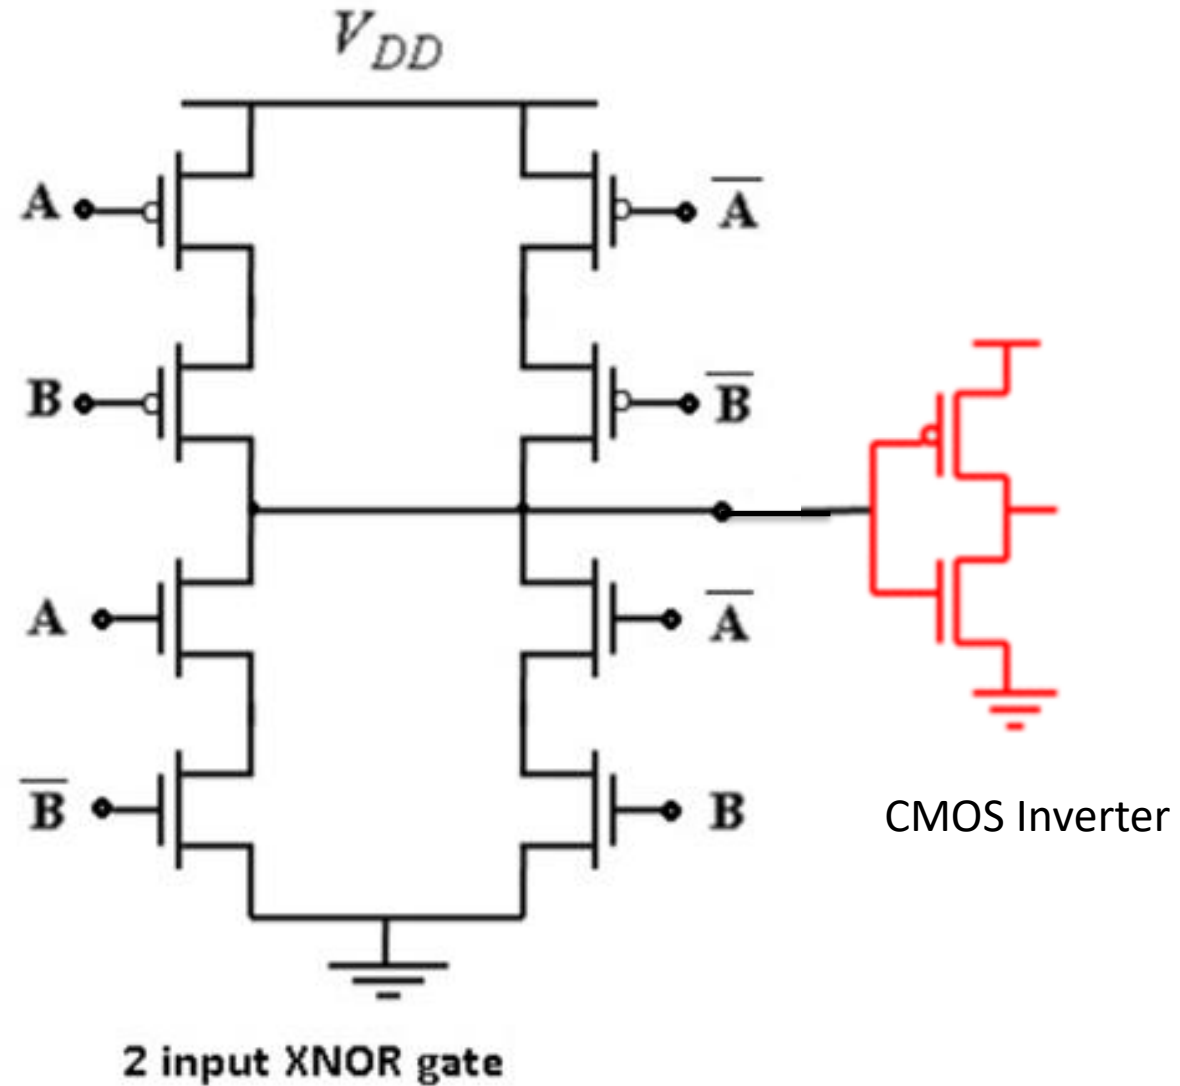 V_DD
A
A̅
B
B̅
A
A̅
B̅
B
CMOS Inverter
2 input XNOR gate